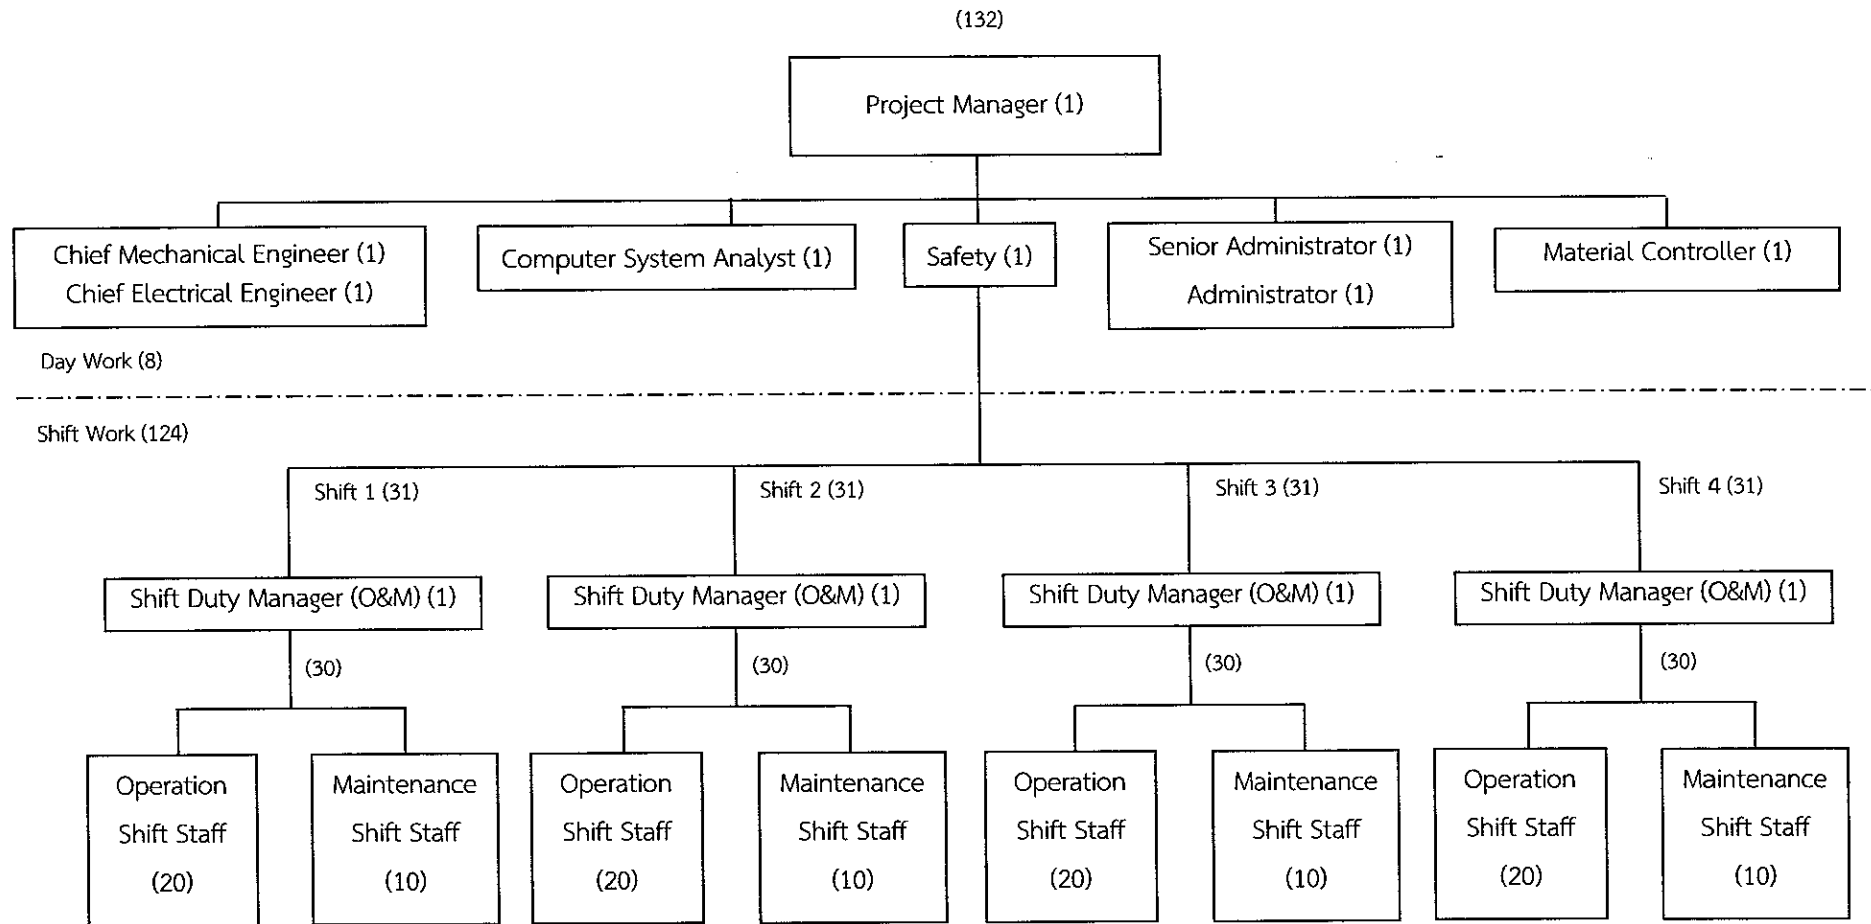 (132)
Project Manager (1)
Chief Mechanical Engineer (1)
Chief Electrical Engineer (1)
Computer System Analyst (1)
Safety (1)
Senior Administrator (1)
Administrator (1)
Material Controller (1)
Day Work (8)
Shift Work (124)
Shift 1 (31)
Shift 2 (31)
Shift 3 (31)
Shift 4 (31)
Shift Duty Manager (O&M) (1)
Shift Duty Manager (O&M) (1)
Shift Duty Manager (O&M) (1)
Shift Duty Manager (O&M) (1)
(30)
(30)
(30)
(30)
Operation
Shift Staff
(20)
Maintenance
Shift Staff
(10)
Operation
Shift Staff
(20)
Maintenance
Shift Staff
(10)
Operation
Shift Staff
(20)
Maintenance
Shift Staff
(10)
Operation
Shift Staff
(20)
Maintenance
Shift Staff
(10)